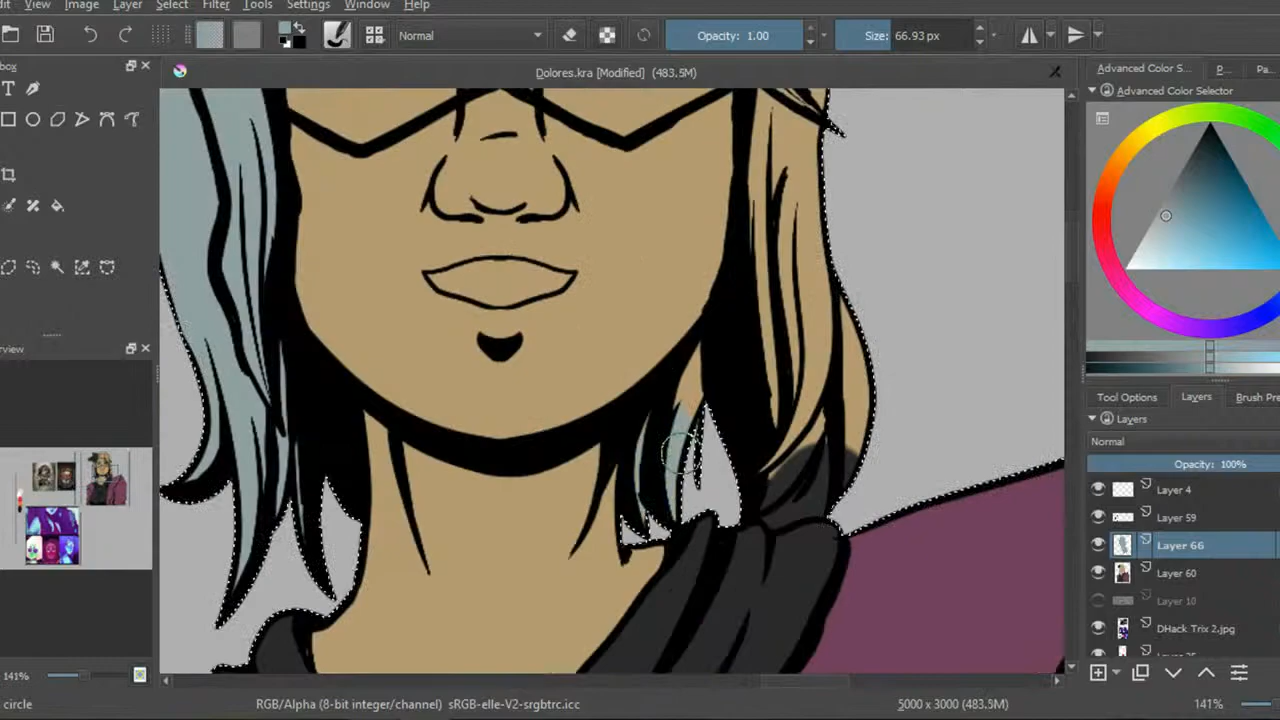 View Image Layer Select Filter Tools Settings Window Help
Normal Opacity: 1.00 Size: 66.93 px
Dolores.kra [Modified] (483.5M)
Advanced Color S... P... Pa...
Advanced Color Selector
Tool Options Layers Brush Pre
Layers
Normal
Opacity: 100%
Layer 4
Layer 59
Layer 66
Layer 60
Layer 10
DHack Trix 2.jpg
141%
circle RGB/Alpha (8-bit integer/channel) sRGB-elle-V2-srgbtrc.icc 5000 x 3000 (483.5M) 141%